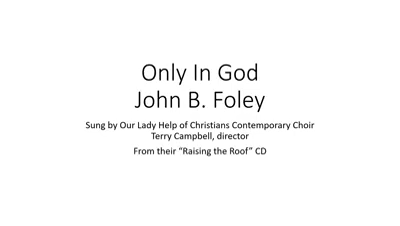 Only In God
John B. Foley
Sung by Our Lady Help of Christians Contemporary Choir
Terry Campbell, director
From their “Raising the Roof” CD